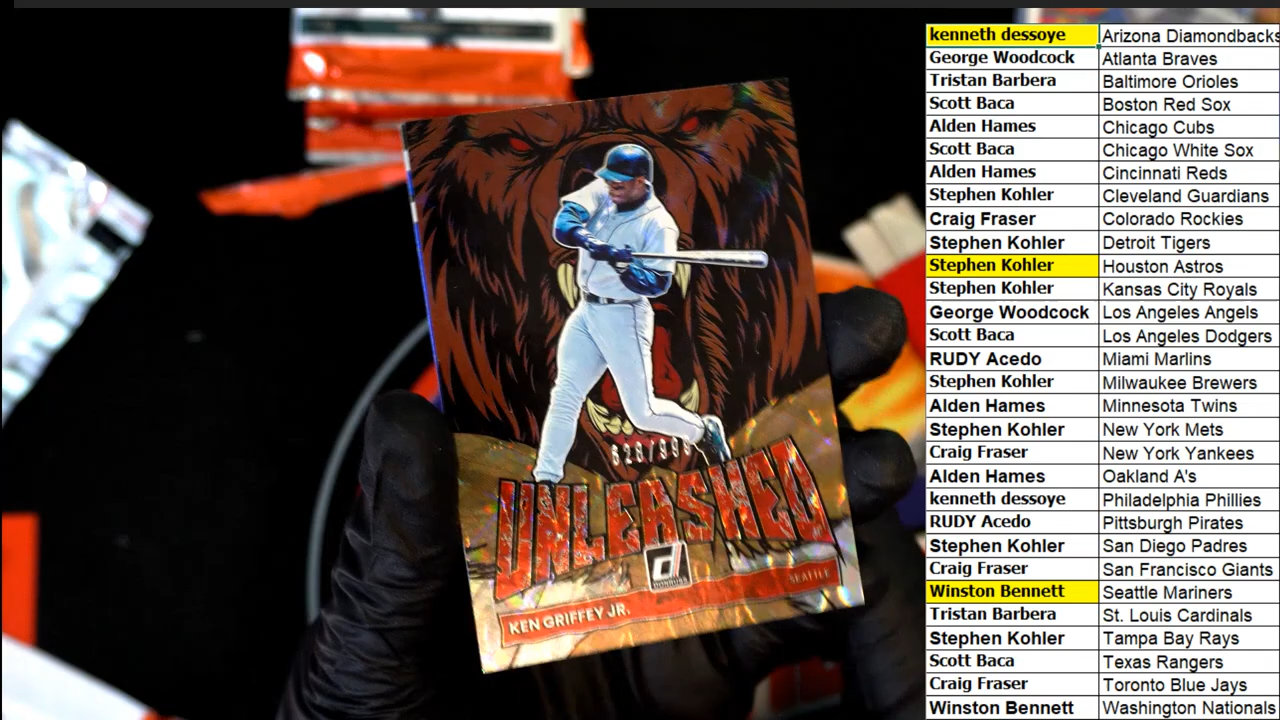 828/999
UNLEASHED
DONRUSS
SEATTLE
KEN GRIFFEY JR.
kenneth dessoye Arizona Diamondbacks
George Woodcock Atlanta Braves
Tristan Barbera Baltimore Orioles
Scott Baca Boston Red Sox
Alden Hames Chicago Cubs
Scott Baca Chicago White Sox
Alden Hames Cincinnati Reds
Stephen Kohler Cleveland Guardians
Craig Fraser Colorado Rockies
Stephen Kohler Detroit Tigers
Stephen Kohler Houston Astros
Stephen Kohler Kansas City Royals
George Woodcock Los Angeles Angels
Scott Baca Los Angeles Dodgers
RUDY Acedo Miami Marlins
Stephen Kohler Milwaukee Brewers
Alden Hames Minnesota Twins
Stephen Kohler New York Mets
Craig Fraser New York Yankees
Alden Hames Oakland A's
kenneth dessoye Philadelphia Phillies
RUDY Acedo Pittsburgh Pirates
Stephen Kohler San Diego Padres
Craig Fraser San Francisco Giants
Winston Bennett Seattle Mariners
Tristan Barbera St. Louis Cardinals
Stephen Kohler Tampa Bay Rays
Scott Baca Texas Rangers
Craig Fraser Toronto Blue Jays
Winston Bennett Washington Nationals